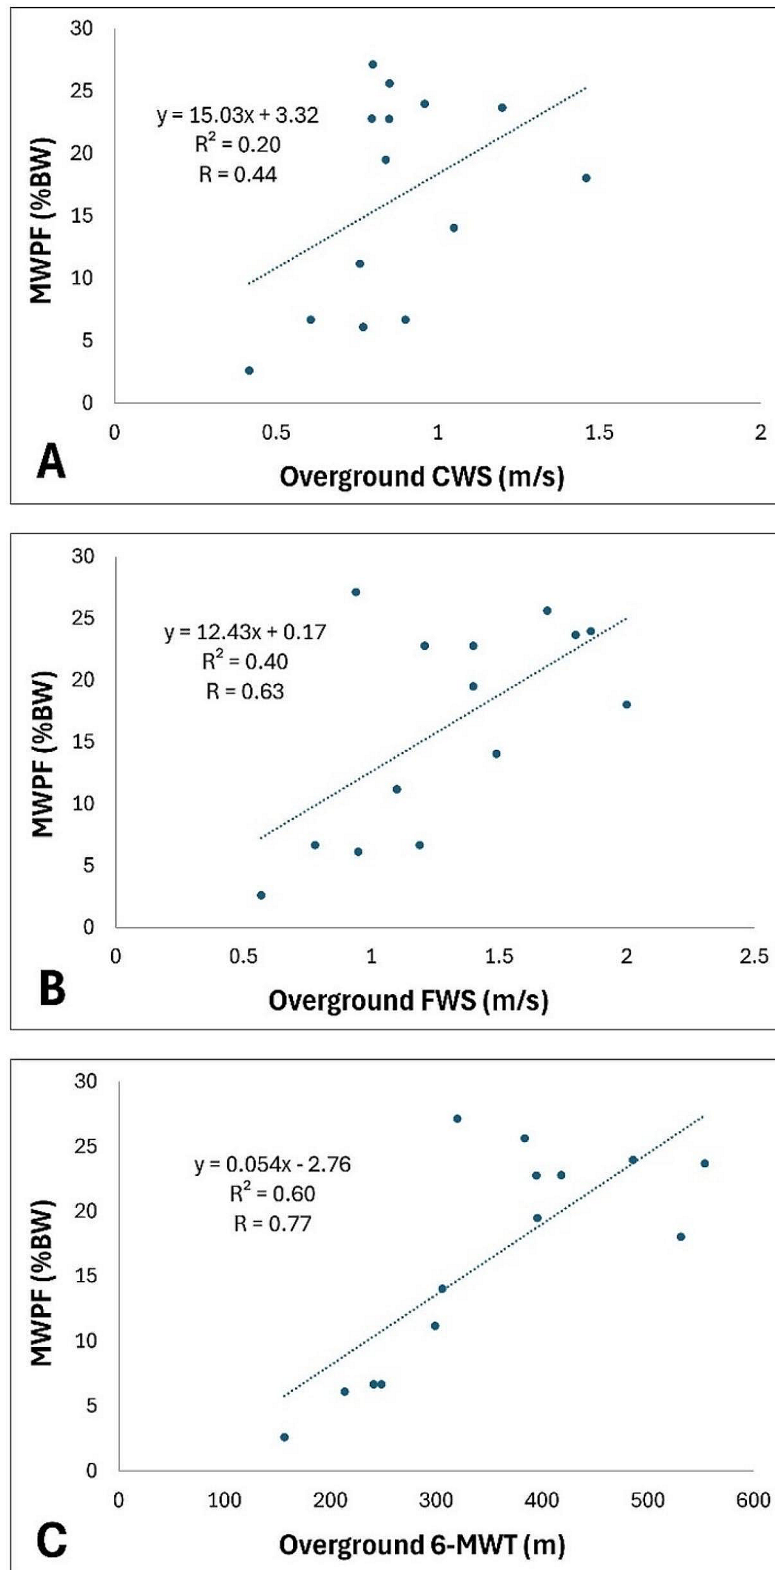 30
25
20
15
10
5
0
MWPF (%BW)
y = 15.03x + 3.32
R² = 0.20
R = 0.44
0 0.5 1 1.5 2
Overground CWS (m/s)
A
30
25
20
15
10
5
0
MWPF (%BW)
y = 12.43x + 0.17
R² = 0.40
R = 0.63
0 0.5 1 1.5 2 2.5
Overground FWS (m/s)
B
30
25
20
15
10
5
0
MWPF (%BW)
y = 0.054x - 2.76
R² = 0.60
R = 0.77
0 100 200 300 400 500 600
Overground 6-MWT (m)
C